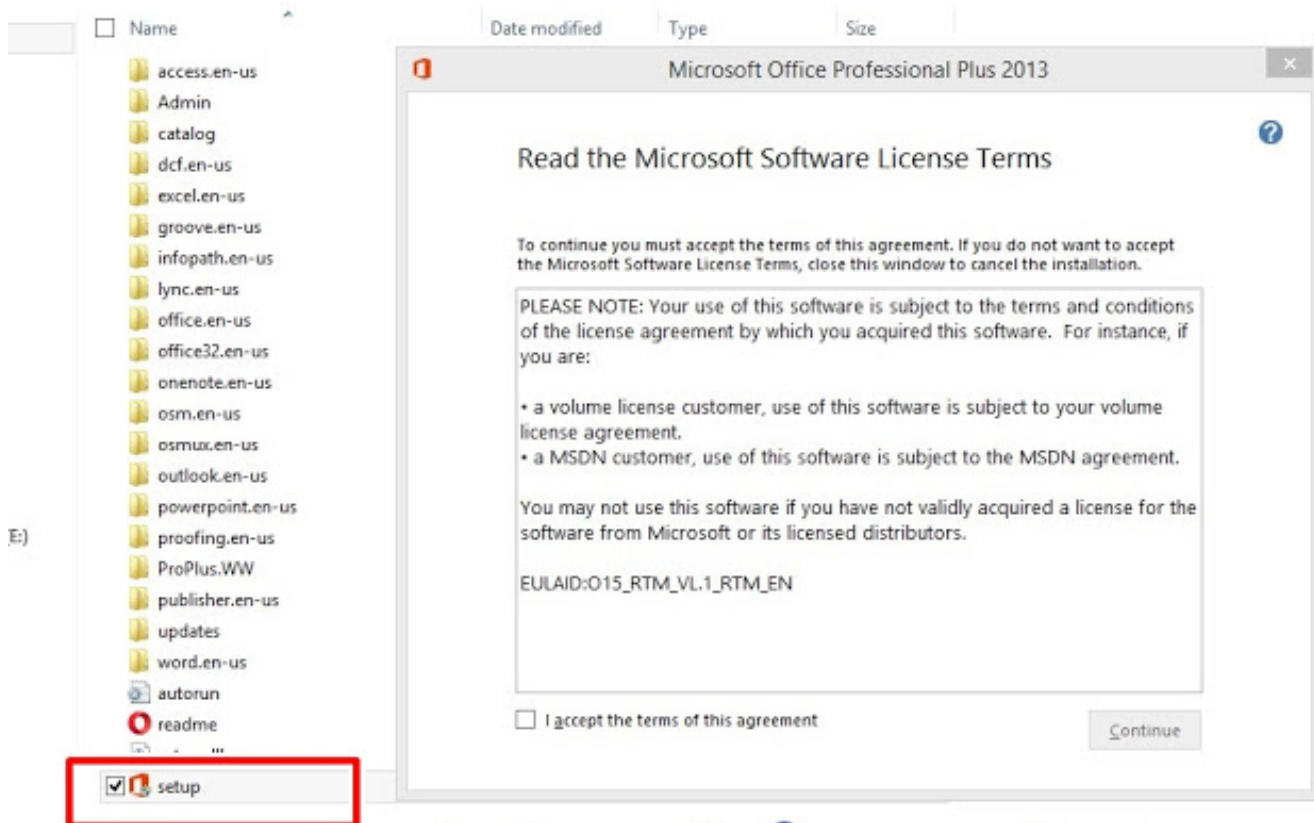 Name
Date modified
Type
Size
access.en-us
Admin
catalog
dcf.en-us
excel.en-us
groove.en-us
infopath.en-us
lync.en-us
office.en-us
office32.en-us
onenote.en-us
osm.en-us
osmux.en-us
outlook.en-us
powerpoint.en-us
E:)
proofing.en-us
ProPlus.WW
publisher.en-us
updates
word.en-us
autorun
readme
setup
Microsoft Office Professional Plus 2013
Read the Microsoft Software License Terms
To continue you must accept the terms of this agreement. If you do not want to accept
the Microsoft Software License Terms, close this window to cancel the installation.
PLEASE NOTE: Your use of this software is subject to the terms and conditions
of the license agreement by which you acquired this software. For instance, if
you are:
• a volume license customer, use of this software is subject to your volume
license agreement.
• a MSDN customer, use of this software is subject to the MSDN agreement.
You may not use this software if you have not validly acquired a license for the
software from Microsoft or its licensed distributors.
EULAID:O15_RTM_VL.1_RTM_EN
I accept the terms of this agreement
Continue